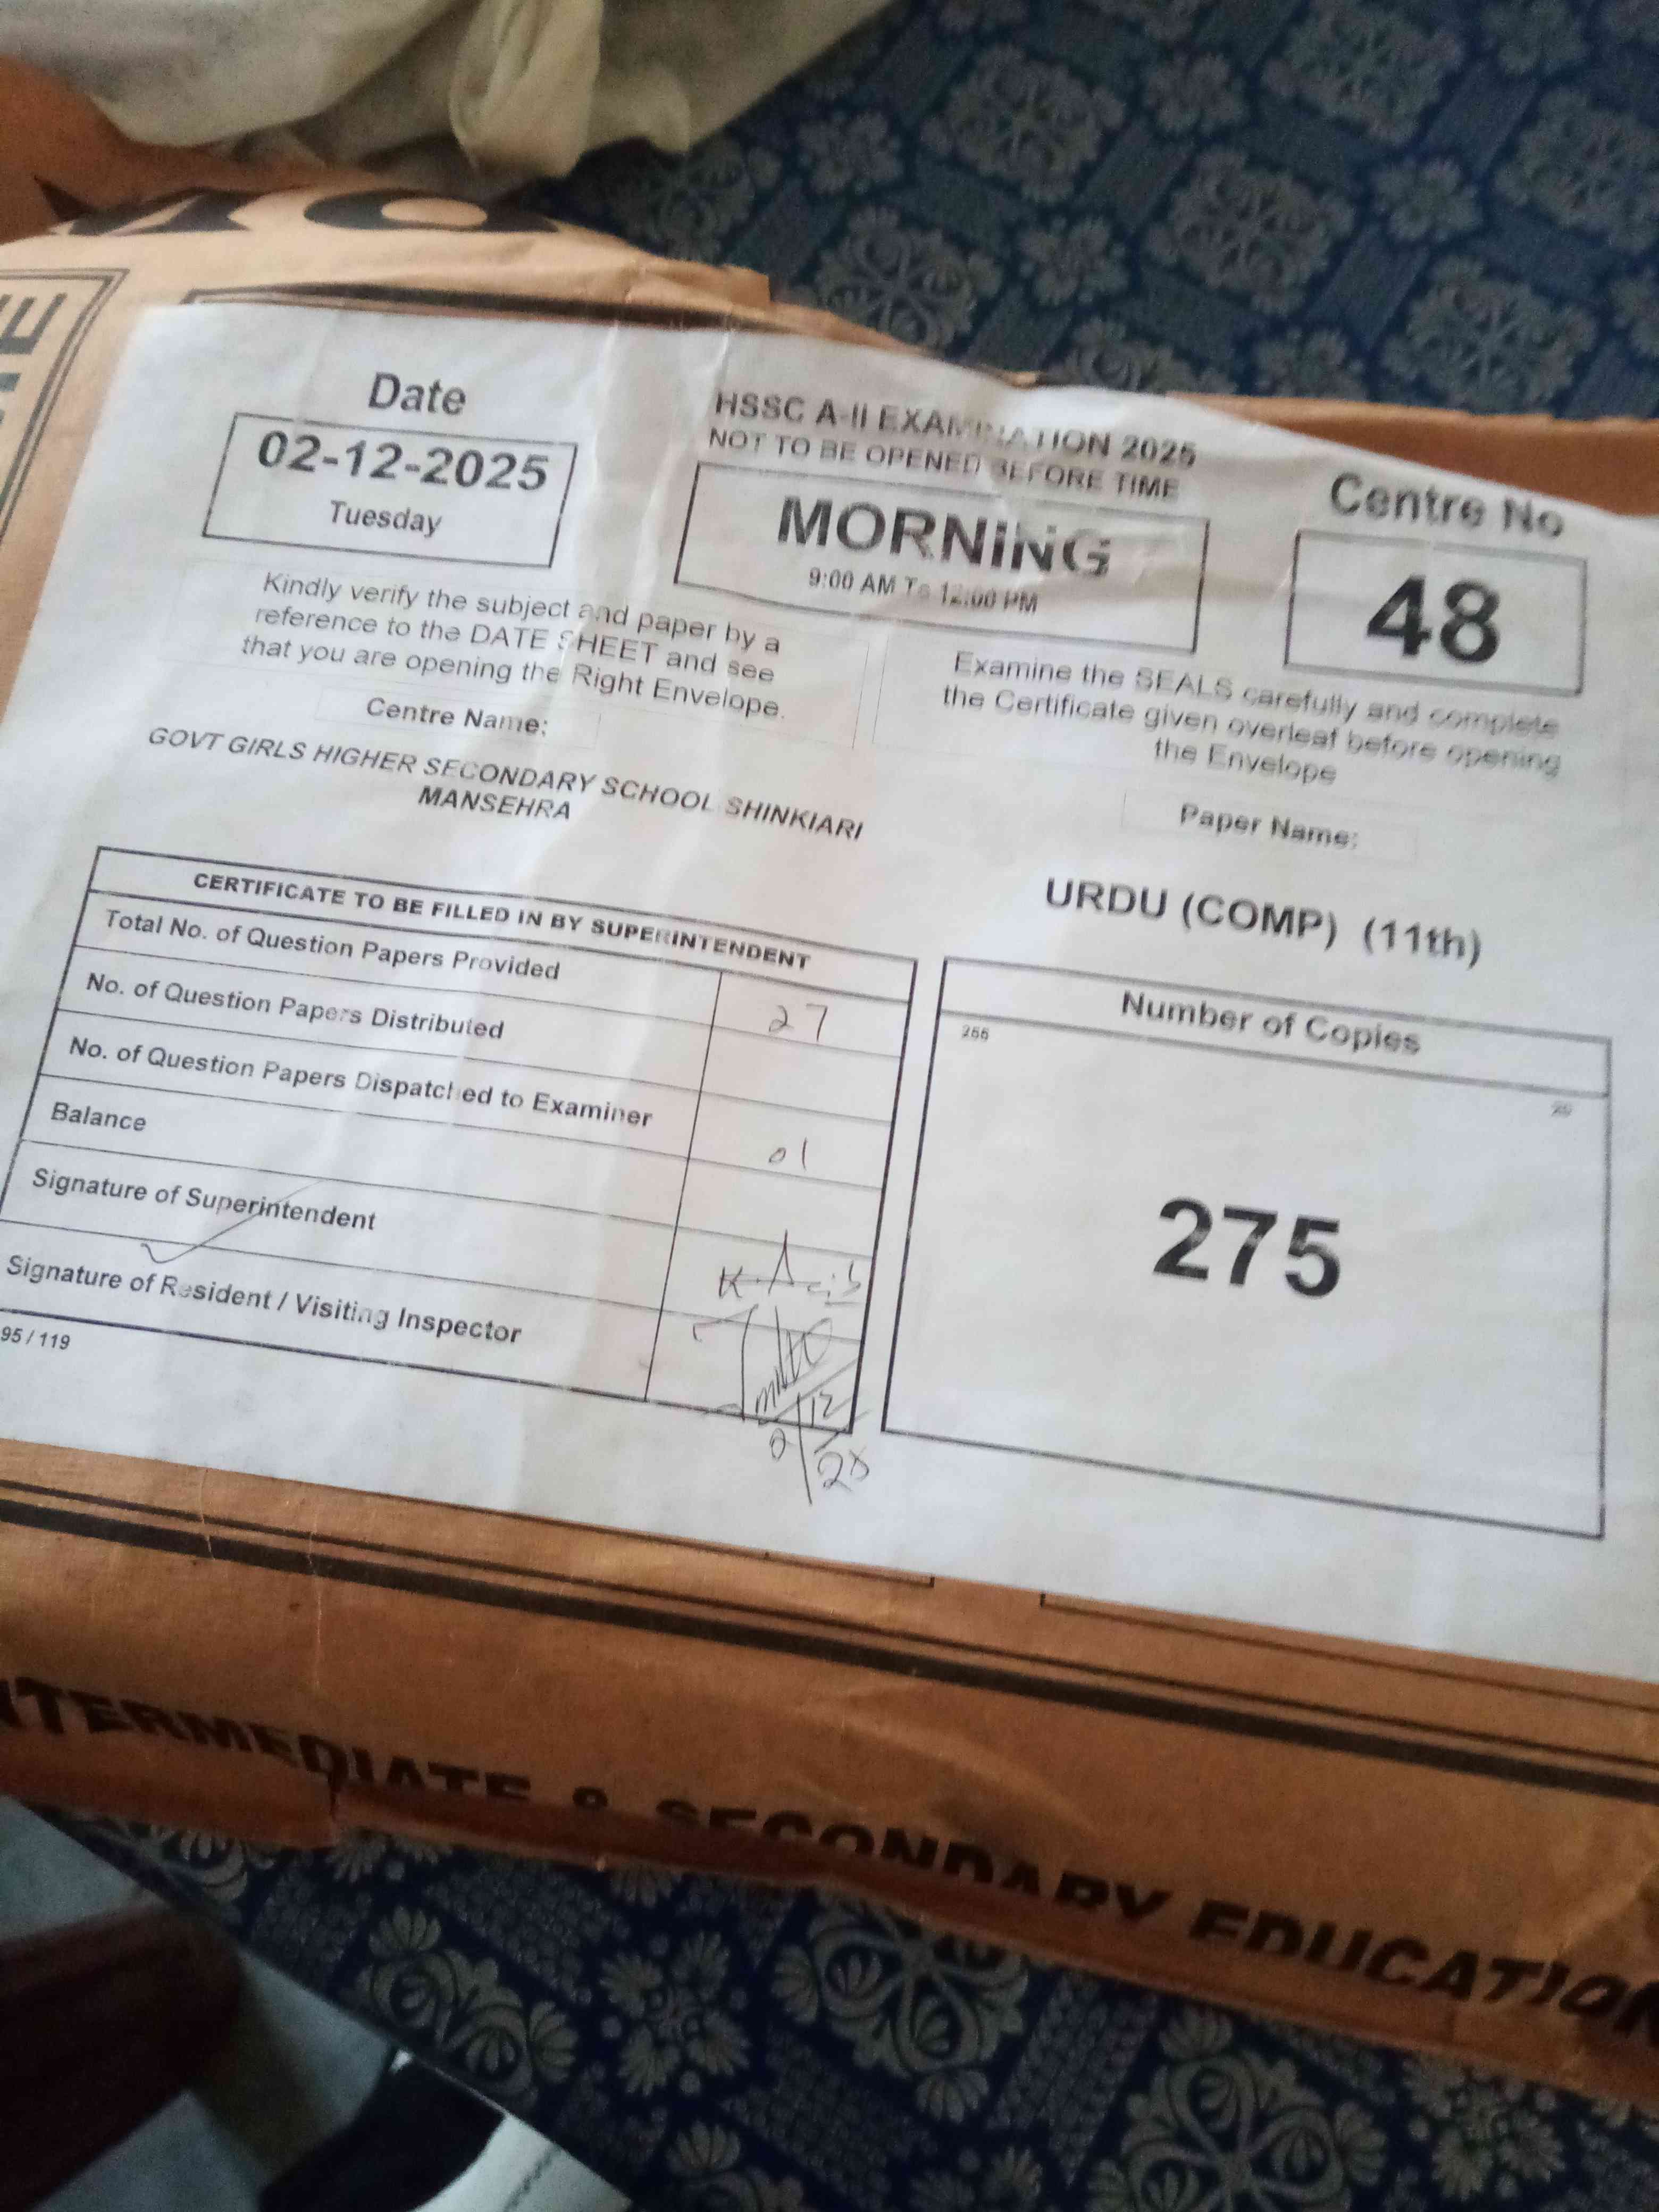 Date
02-12-2025
Tuesday
HSSC A-II EXAMINATION 2025
NOT TO BE OPENED BEFORE TIME
MORNING
9:00 AM To 12:00 PM
Centre No
48
Kindly verify the subject and paper by a
reference to the DATE SHEET and see
that you are opening the Right Envelope.
Examine the SEALS carefully and complete
the Certificate given overleaf before opening
the Envelope
Centre Name:
GOVT GIRLS HIGHER SECONDARY SCHOOL SHINKIARI
MANSEHRA
Paper Name:
URDU (COMP) (11th)
CERTIFICATE TO BE FILLED IN BY SUPERINTENDENT
Total No. of Question Papers Provided 27
No. of Question Papers Distributed
No. of Question Papers Dispatched to Examiner 01
Balance
Signature of Superintendent
Signature of Resident / Visiting Inspector
2/12
25
95 / 119
Number of Copies
255
20
275
INTERMEDIATE & SECONDARY EDUCATION